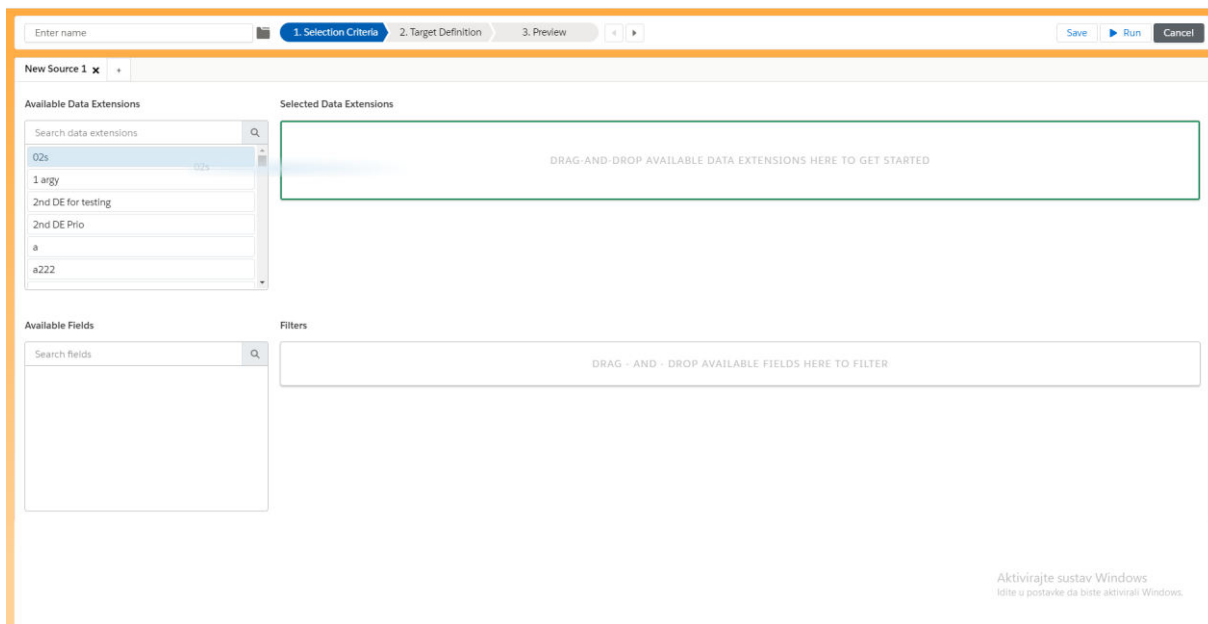 Enter name
1. Selection Criteria
2. Target Definition
3. Preview
Save
Run
Cancel
New Source 1 x
+
Available Data Extensions
Selected Data Extensions
Search data extensions
DRAG-AND-DROP AVAILABLE DATA EXTENSIONS HERE TO GET STARTED
02s
02s
1 argy
2nd DE for testing
2nd DE Prio
a
a222
Available Fields
Filters
Search fields
DRAG - AND - DROP AVAILABLE FIELDS HERE TO FILTER
Aktivirajte sustav Windows
Idite u postavke da biste aktivirali Windows.